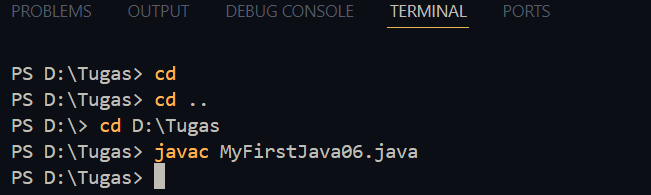 PROBLEMS OUTPUT DEBUG CONSOLE TERMINAL PORTS
PS D:\Tugas> cd
PS D:\Tugas> cd ..
PS D:\> cd D:\Tugas
PS D:\Tugas> javac MyFirstJava06.java
PS D:\Tugas>